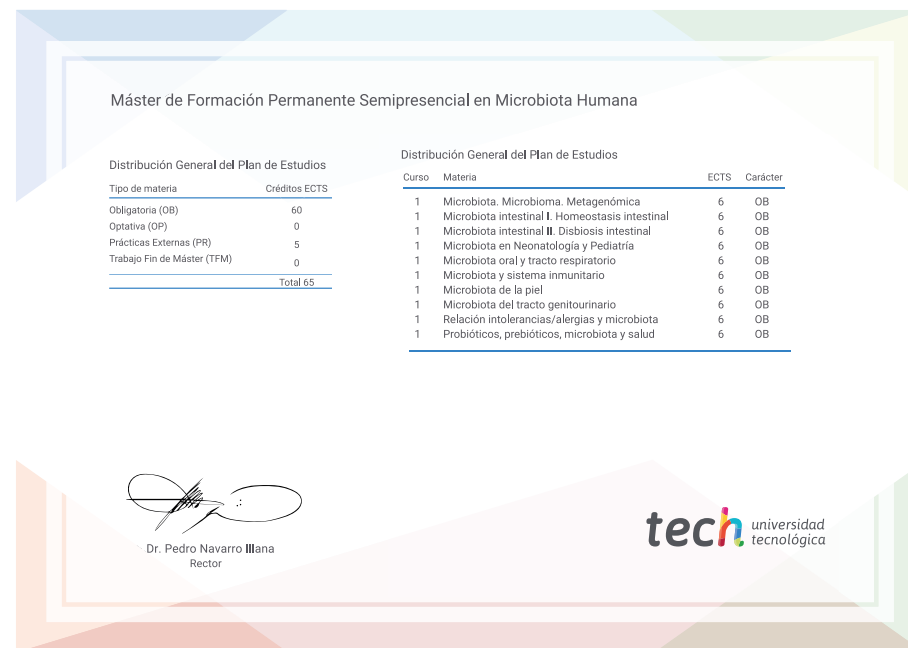 Máster de Formación Permanente Semipresencial en Microbiota Humana
Distribución General del Plan de Estudios
Tipo de materia Créditos ECTS
Obligatoria (OB) 60
Optativa (OP) 0
Prácticas Externas (PR) 5
Trabajo Fin de Máster (TFM) 0
Total 65
Distribución General del Plan de Estudios
Curso Materia ECTS Carácter
1 Microbiota. Microbioma. Metagenómica 6 OB
1 Microbiota intestinal I. Homeostasis intestinal 6 OB
1 Microbiota intestinal II. Disbiosis intestinal 6 OB
1 Microbiota en Neonatología y Pediatría 6 OB
1 Microbiota oral y tracto respiratorio 6 OB
1 Microbiota y sistema inmunitario 6 OB
1 Microbiota de la piel 6 OB
1 Microbiota del tracto genitourinario 6 OB
1 Relación intolerancias/alergias y microbiota 6 OB
1 Probióticos, prebióticos, microbiota y salud 6 OB
Dr. Pedro Navarro Illana
Rector
tech universidad
tecnológica